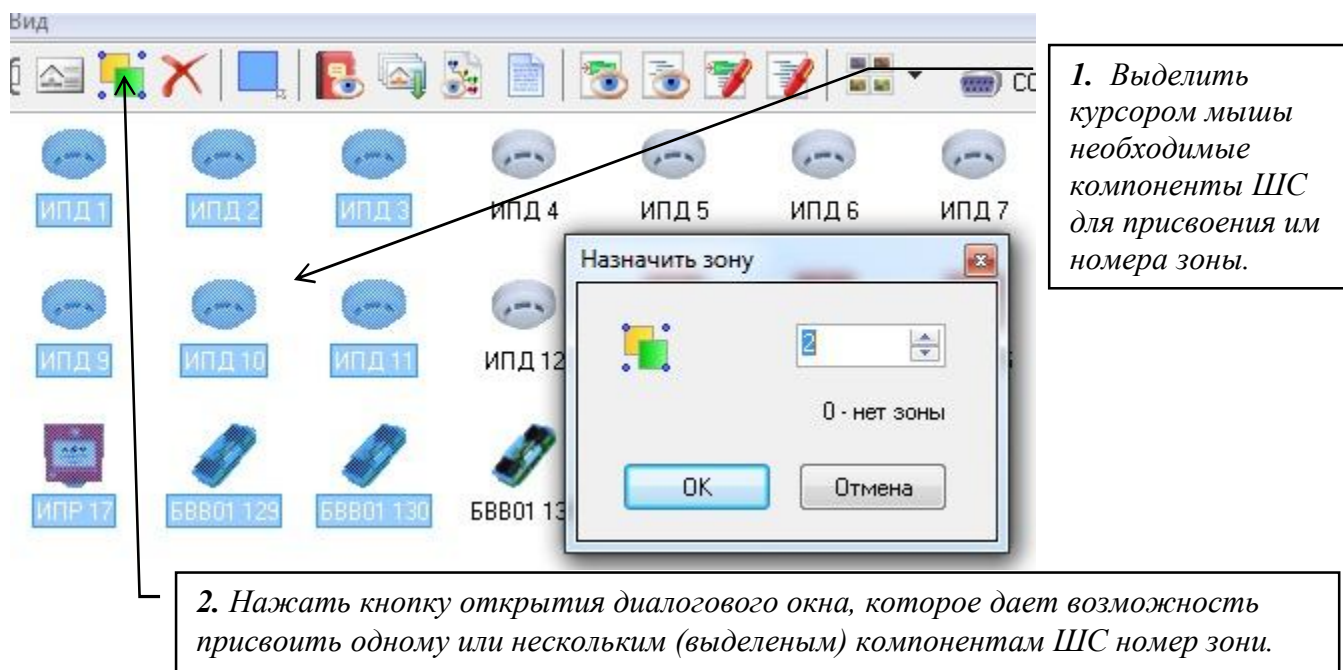 Вид
CC
ИПД 1 ИПД 2 ИПД 3 ИПД 4 ИПД 5 ИПД 6 ИПД 7
Назначить зону
ИПД 9 ИПД 10 ИПД 11 ИПД 12
2
0 - нет зоны
OK Отмена
ИПР 17 БВВ01 129 БВВ01 130 БВВ01 13
1. Выделить
курсором мышы
необходимые
компоненты ШС
для присвоения им
номера зоны.
2. Нажать кнопку открытия диалогового окна, которое дает возможность
присвоить одному или нескольким (выделеным) компонентам ШС номер зони.